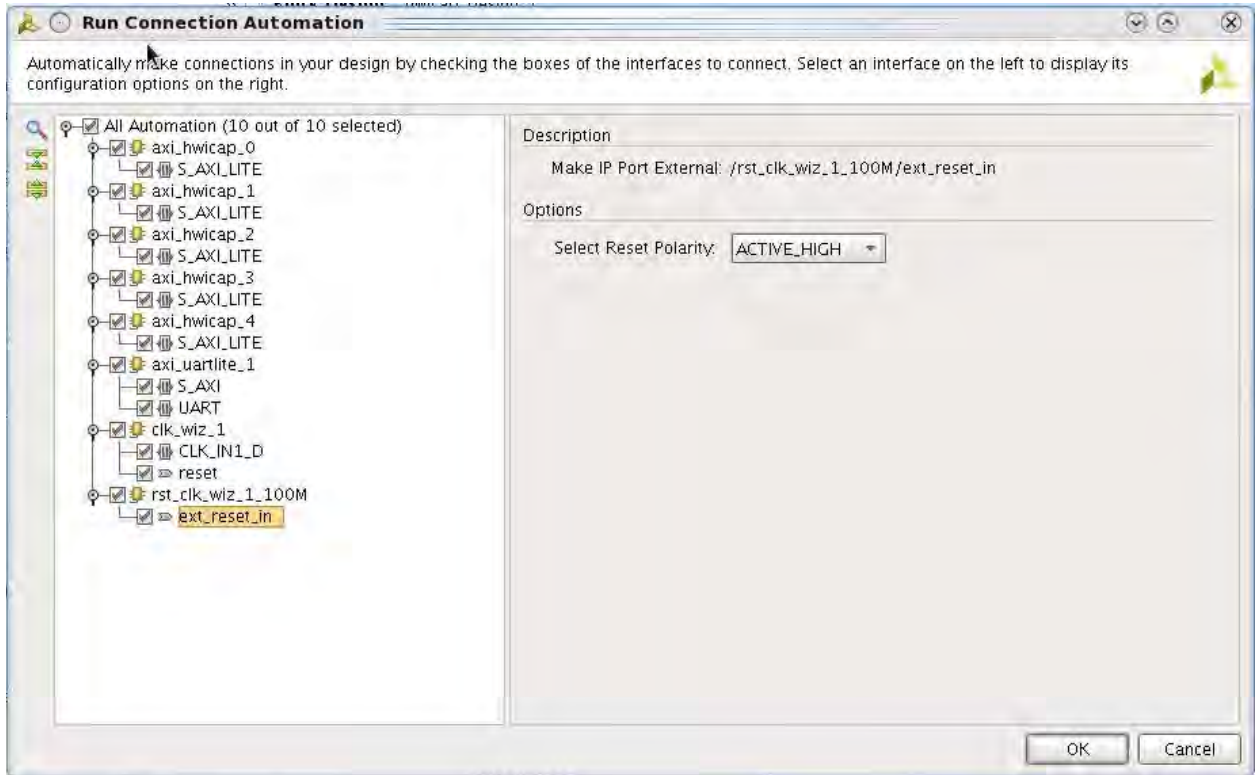 Run Connection Automation
Automatically make connections in your design by checking the boxes of the interfaces to connect. Select an interface on the left to display its
configuration options on the right.
All Automation (10 out of 10 selected)
axi_hwicap_0
S_AXI_LITE
axi_hwicap_1
S_AXI_LITE
axi_hwicap_2
S_AXI_LITE
axi_hwicap_3
S_AXI_LITE
axi_hwicap_4
S_AXI_LITE
axi_uartlite_1
S_AXI
UART
clk_wiz_1
CLK_IN1_D
reset
rst_clk_wiz_1_100M
ext_reset_in
Description
Make IP Port External: /rst_clk_wiz_1_100M/ext_reset_in
Options
Select Reset Polarity: ACTIVE_HIGH
OK Cancel